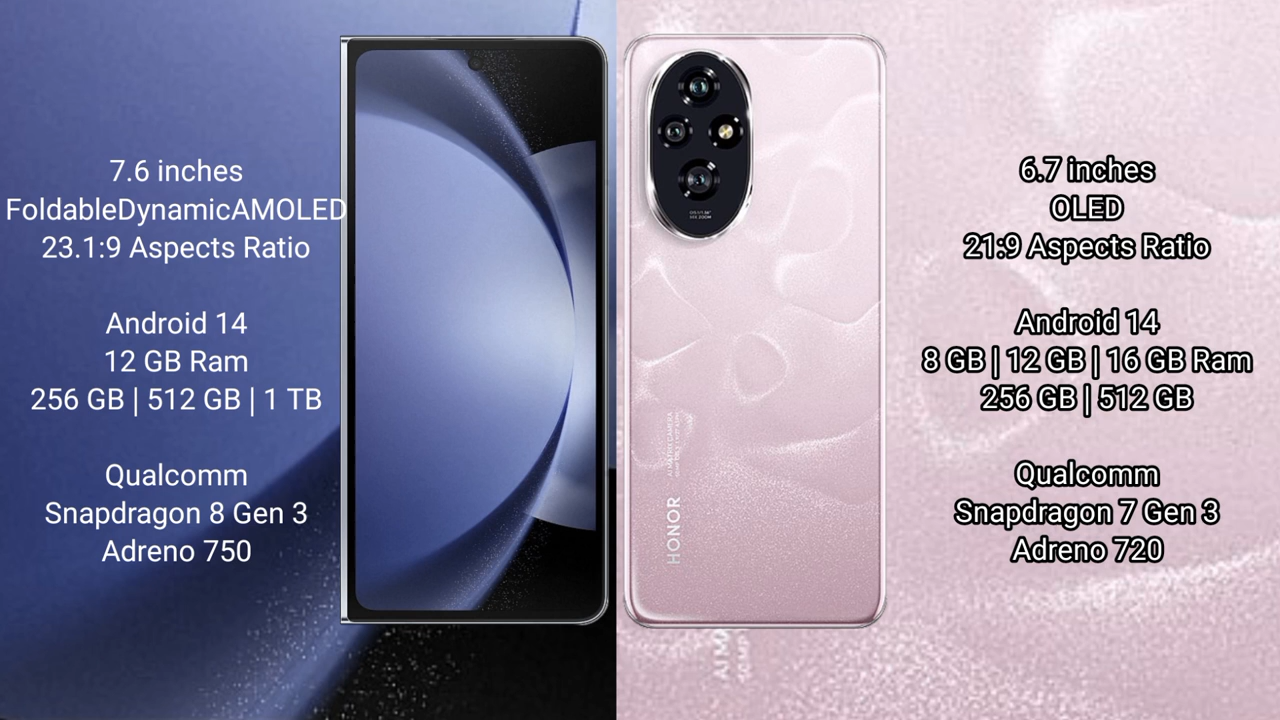 7.6 inches
FoldableDynamicAMOLED
23.1:9 Aspects Ratio
Android 14
12 GB Ram
256 GB | 512 GB | 1 TB
Qualcomm
Snapdragon 8 Gen 3
Adreno 750
HONOR
6.7 inches
OLED
21:9 Aspects Ratio
Android 14
8 GB | 12 GB | 16 GB Ram
256 GB | 512 GB
Qualcomm
Snapdragon 7 Gen 3
Adreno 720